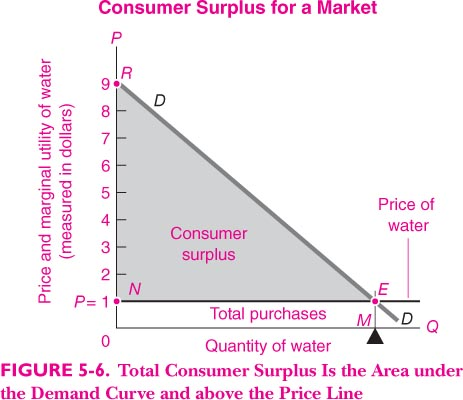 Consumer Surplus for a Market
P
R
D
9
8
7
6
5
4
3
2
P = 1
0
Price and marginal utility of water
(measured in dollars)
Consumer
surplus
Price of
water
N
E
Total purchases
M
D
Q
Quantity of water
FIGURE 5-6. Total Consumer Surplus Is the Area under
the Demand Curve and above the Price Line